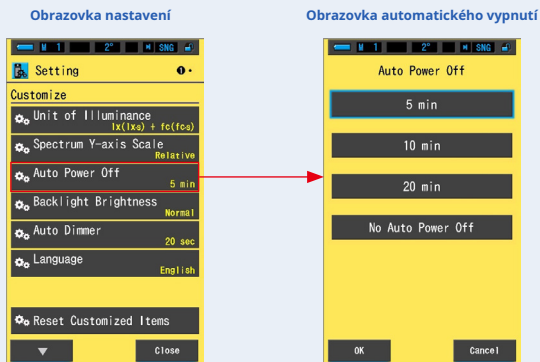 Obrazovka nastavení
M 1 2° SNG
Setting
Customize
Unit of Illuminance
lx(lx·s) + fc(fc·s)
Spectrum Y-axis Scale
Relative
Auto Power Off
5 min
Backlight Brightness
Normal
Auto Dimmer
20 sec
Language
English
Reset Customized Items
▼ Close
Obrazovka automatického vypnutí
M 1 2° SNG
Auto Power Off
5 min
10 min
20 min
No Auto Power Off
OK Cancel